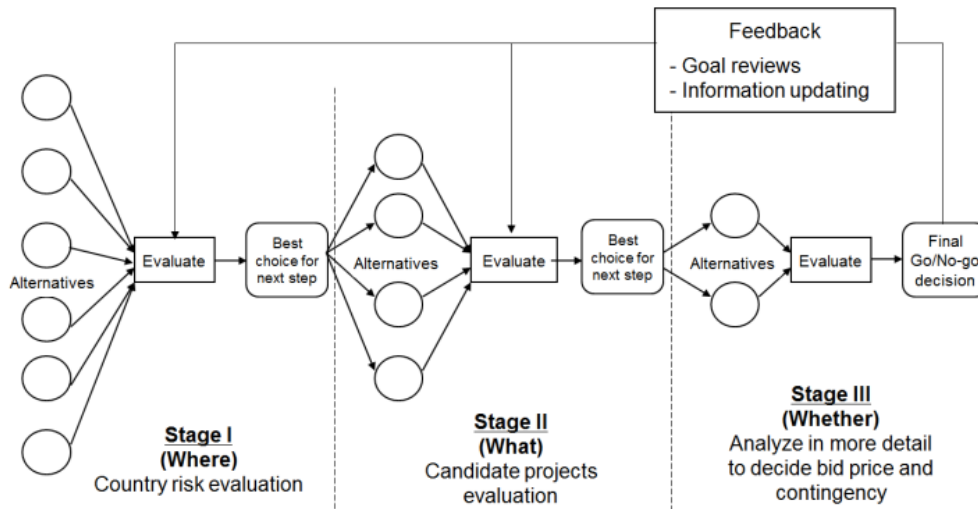 Feedback
- Goal reviews
- Information updating
Alternatives
Evaluate
Best
choice for
next step
Alternatives
Evaluate
Best
choice for
next step
Alternatives
Evaluate
Final
Go/No-go
decision
Stage I
(Where)
Country risk evaluation
Stage II
(What)
Candidate projects
evaluation
Stage III
(Whether)
Analyze in more detail
to decide bid price and
contingency